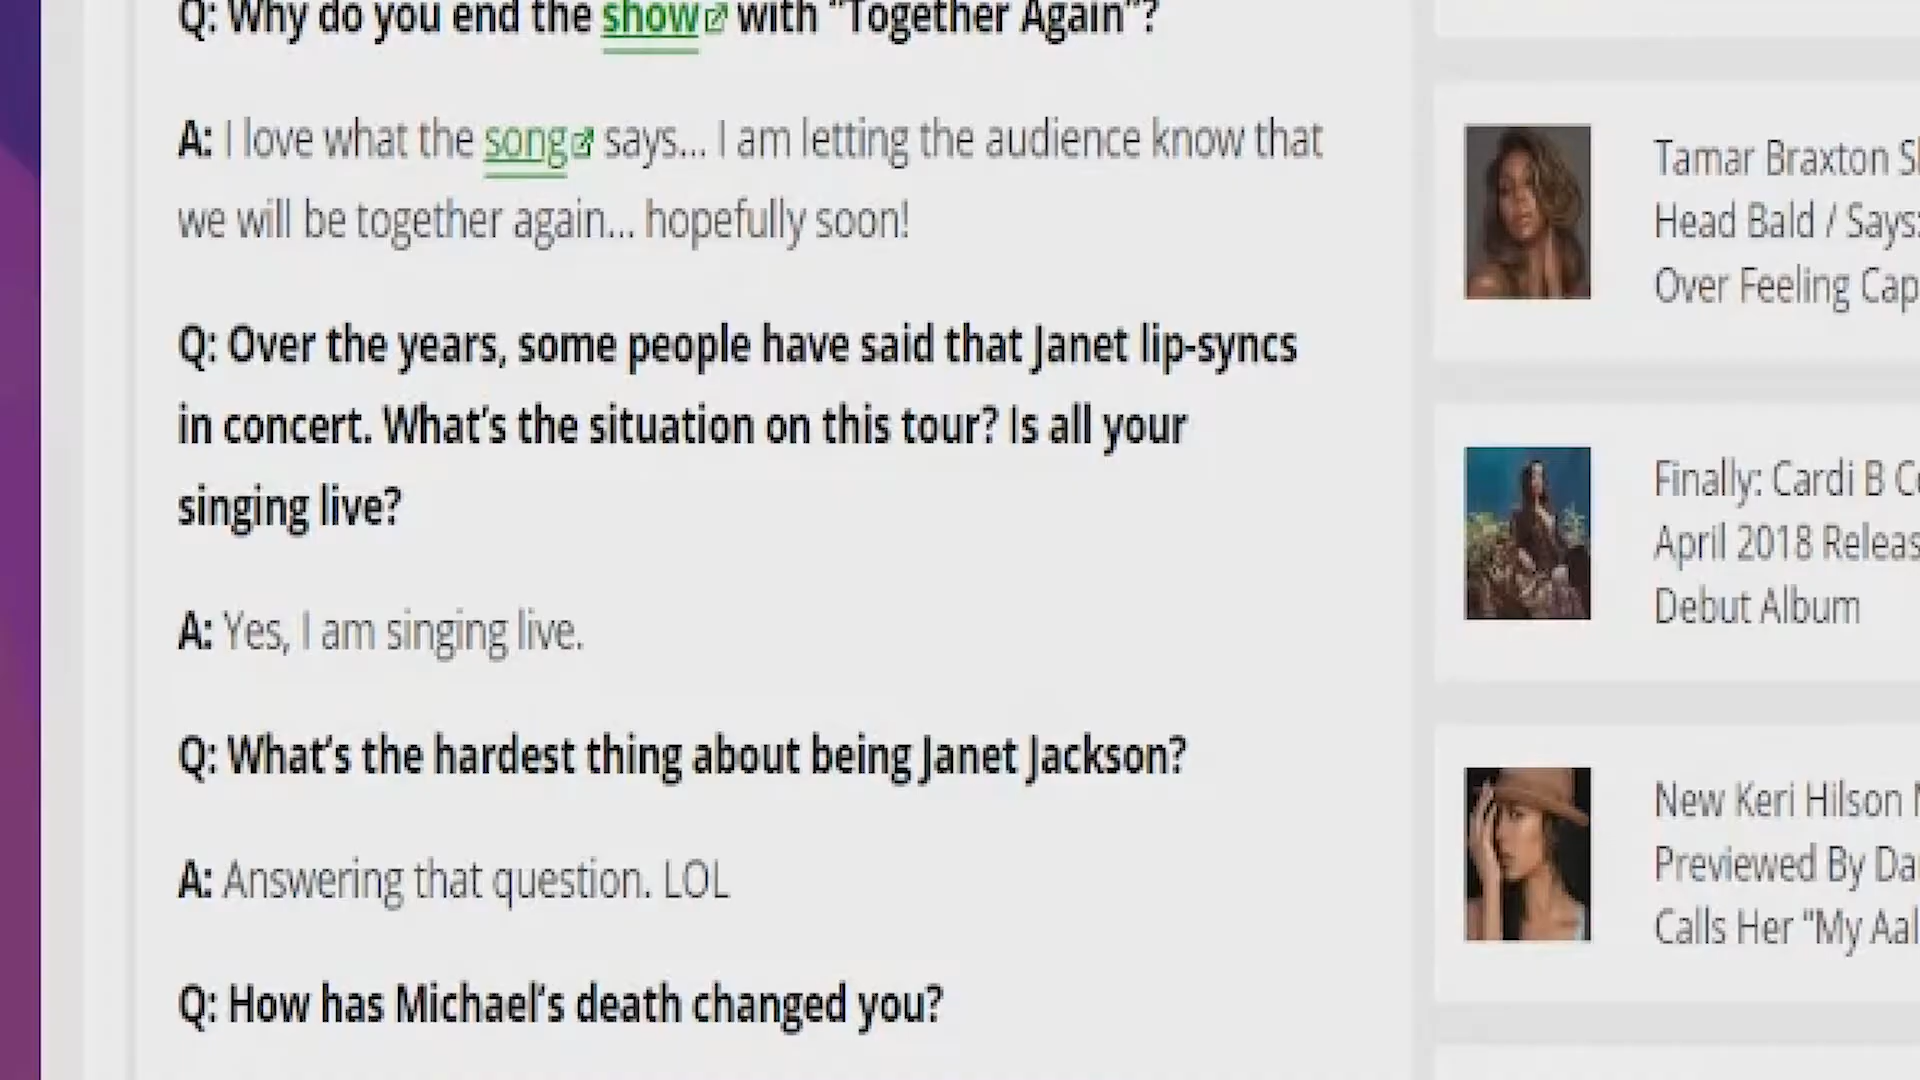 Q: Why do you end the show with "Together Again"?
A: I love what the song says... I am letting the audience know that
we will be together again... hopefully soon!
Q: Over the years, some people have said that Janet lip-syncs
in concert. What's the situation on this tour? Is all your
singing live?
A: Yes, I am singing live.
Q: What's the hardest thing about being Janet Jackson?
A: Answering that question. LOL
Q: How has Michael's death changed you?
Tamar Braxton
Head Bald / Says:
Over Feeling
Finally: Cardi B
April 2018
Debut Album
New Keri Hilson
Previewed By
Calls Her "My